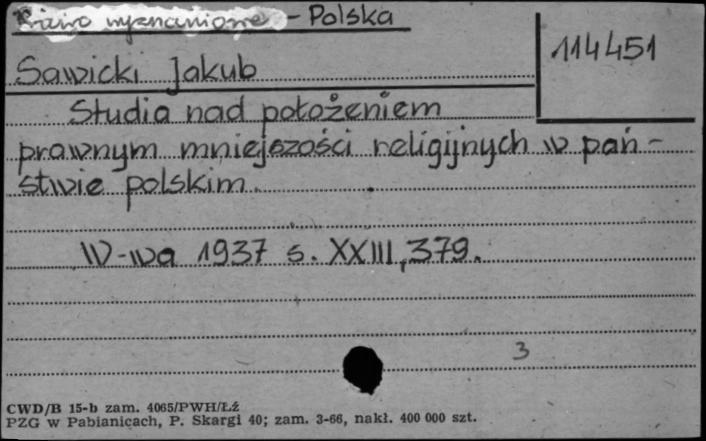 Prawo wyznaniowe - Polska
114451
Sawicki Jakub
Studia nad położeniem
prawnym mniejszości religijnych w pań-
stwie polskim.
W-wa 1937 s. XXIII, 379.
3
CWD/B 15-b zam. 4065/PWH/Łź
PZG w Pabianicach, P. Skargi 40; zam. 3-66, nakł. 400 000 szt.